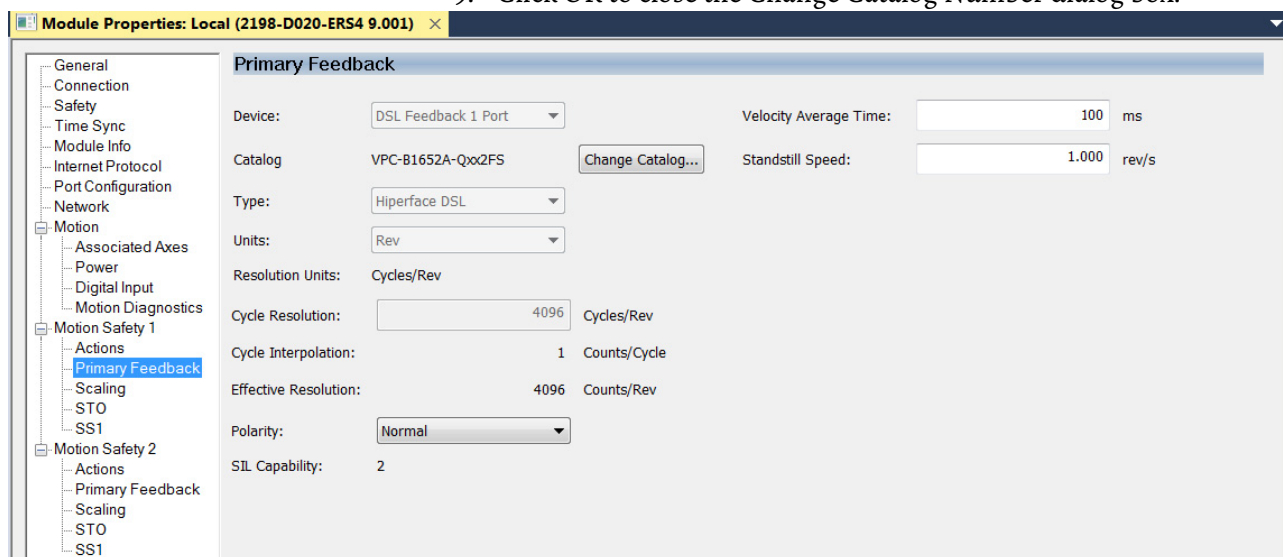 9. Click OK to close the Change Catalog Number dialog box.
Module Properties: Local (2198-D020-ERS4 9.001) ×
General
Connection
Safety
Time Sync
Module Info
Internet Protocol
Port Configuration
Network
Motion
Associated Axes
Power
Digital Input
Motion Diagnostics
Motion Safety 1
Actions
Primary Feedback
Scaling
STO
SS1
Motion Safety 2
Actions
Primary Feedback
Scaling
STO
SS1
Primary Feedback
Device: DSL Feedback 1 Port
Velocity Average Time: 100 ms
Catalog VPC-B1652A-Qxx2FS Change Catalog...
Standstill Speed: 1.000 rev/s
Type: Hiperface DSL
Units: Rev
Resolution Units: Cycles/Rev
Cycle Resolution: 4096 Cycles/Rev
Cycle Interpolation: 1 Counts/Cycle
Effective Resolution: 4096 Counts/Rev
Polarity: Normal
SIL Capability: 2